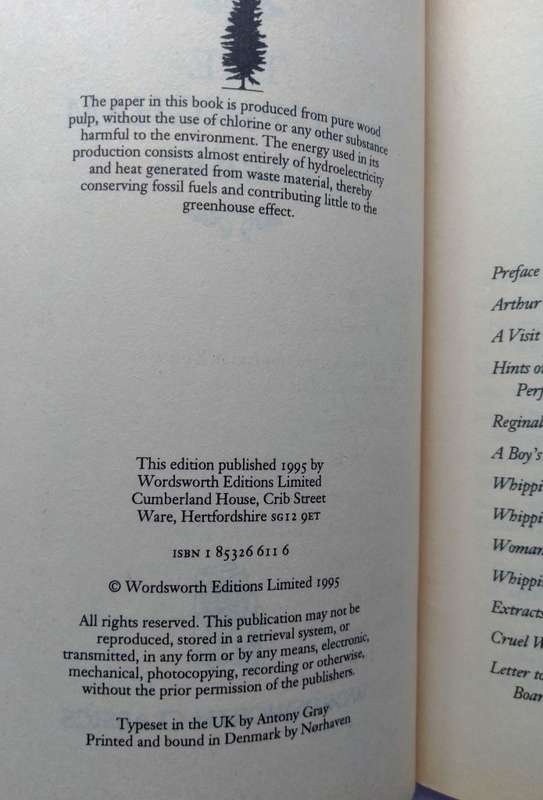 The paper in this book is produced from pure wood
pulp, without the use of chlorine or any other substance
harmful to the environment. The energy used in its
production consists almost entirely of hydroelectricity
and heat generated from waste material, thereby
conserving fossil fuels and contributing little to the
greenhouse effect.
This edition published 1995 by
Wordsworth Editions Limited
Cumberland House, Crib Street
Ware, Hertfordshire SG12 9ET
ISBN 1 85326 611 6
© Wordsworth Editions Limited 1995
All rights reserved. This publication may not be
reproduced, stored in a retrieval system, or
transmitted, in any form or by any means, electronic,
mechanical, photocopying, recording or otherwise,
without the prior permission of the publishers.
Typeset in the UK by Antony Gray
Printed and bound in Denmark by Nørhaven
Preface
Arthur
A Visit
Hints o
Perf
Reginal
A Boy's
Whippi
Whippi
Woman
Whippi
Extracts
Cruel W
Letter to
Boar